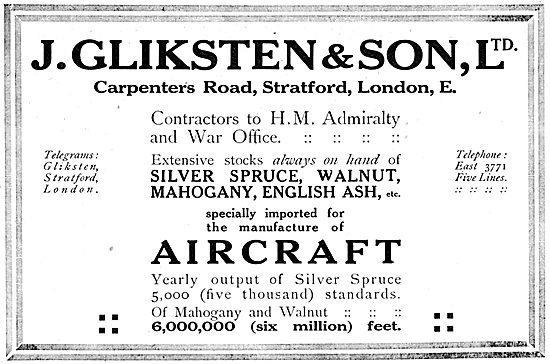 J. GLIKSTEN & SON, LTD.
Carpenters Road, Stratford, London, E.
Contractors to H.M. Admiralty
and War Office. :: :: :: ::
Telegrams:
Gliksten,
Stratford,
London.
Extensive stocks always on hand of
SILVER SPRUCE, WALNUT,
MAHOGANY, ENGLISH ASH, etc.
Telephone:
East 3771
Five Lines.
:: :: :: ::
specially imported for
the manufacture of
AIRCRAFT
Yearly output of Silver Spruce
5,000 (five thousand) standards.
Of Mahogany and Walnut :: :: ::
6,000,000 (six million) feet.